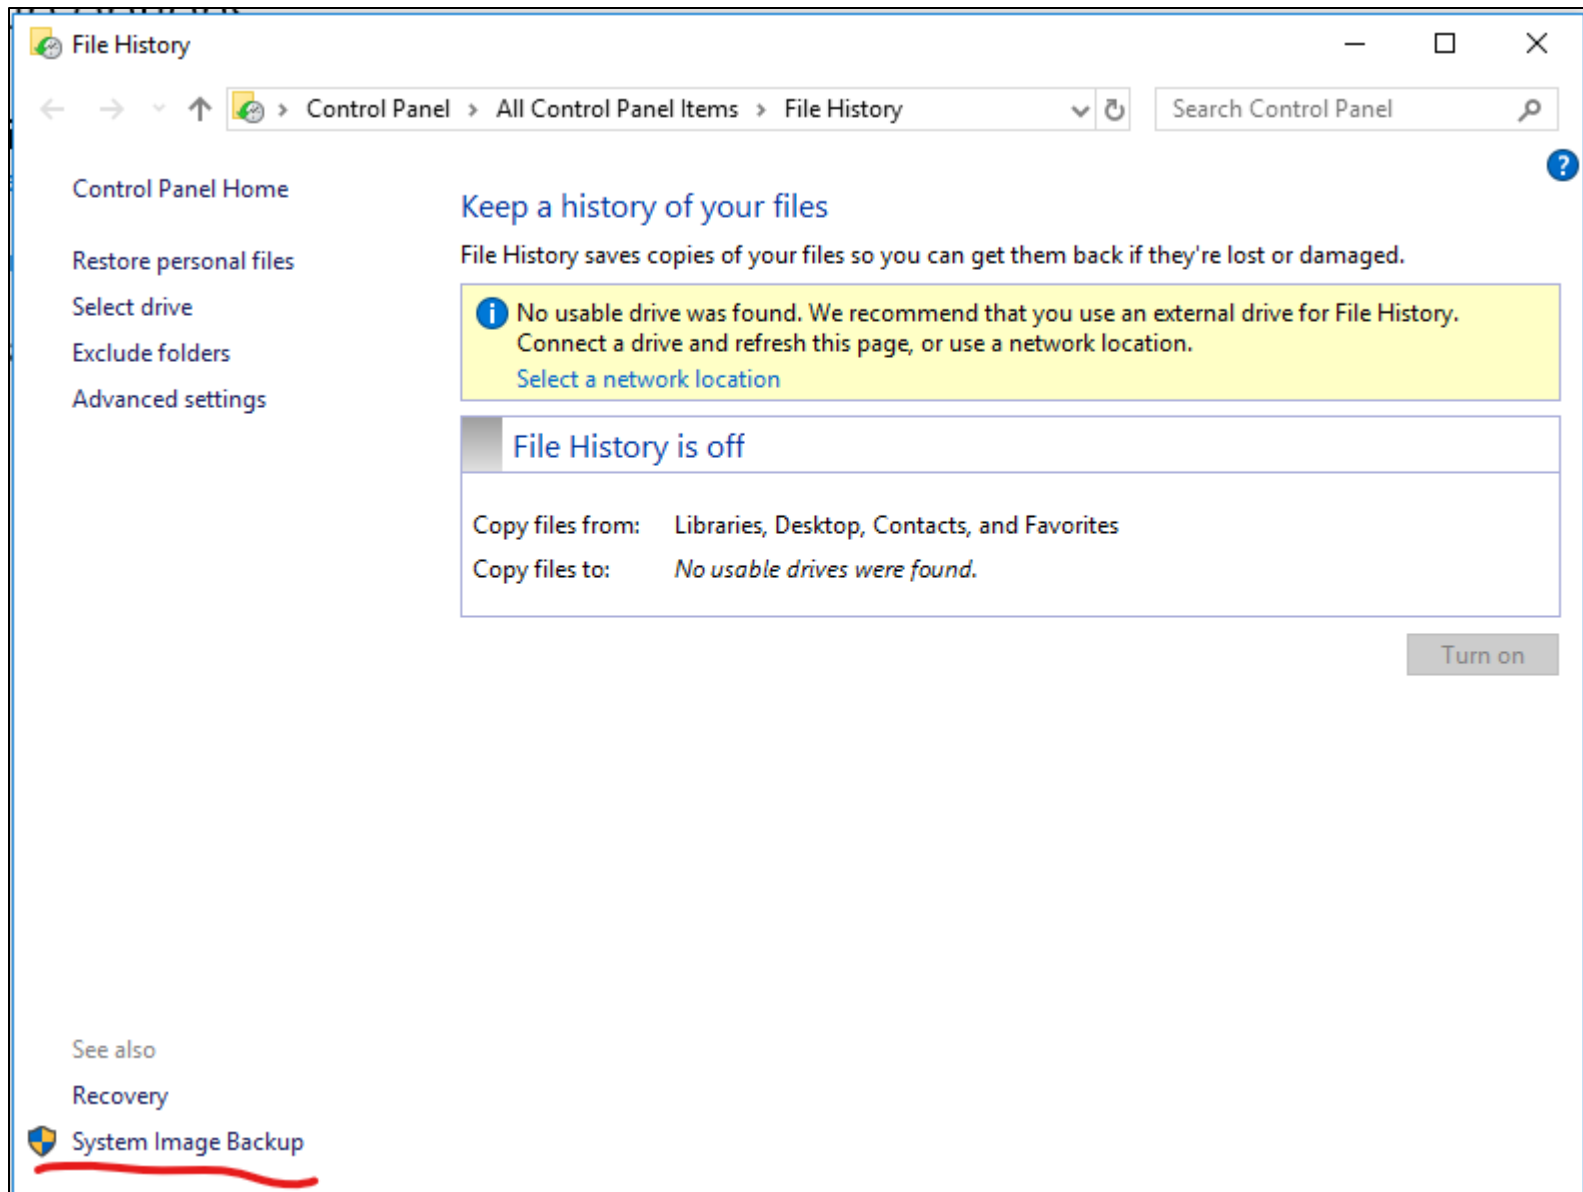 File History
Control Panel > All Control Panel Items > File History
Search Control Panel
Control Panel Home
Restore personal files
Select drive
Exclude folders
Advanced settings
Keep a history of your files
File History saves copies of your files so you can get them back if they're lost or damaged.
No usable drive was found. We recommend that you use an external drive for File History.
Connect a drive and refresh this page, or use a network location.
Select a network location
File History is off
Copy files from: Libraries, Desktop, Contacts, and Favorites
Copy files to: No usable drives were found.
Turn on
See also
Recovery
System Image Backup